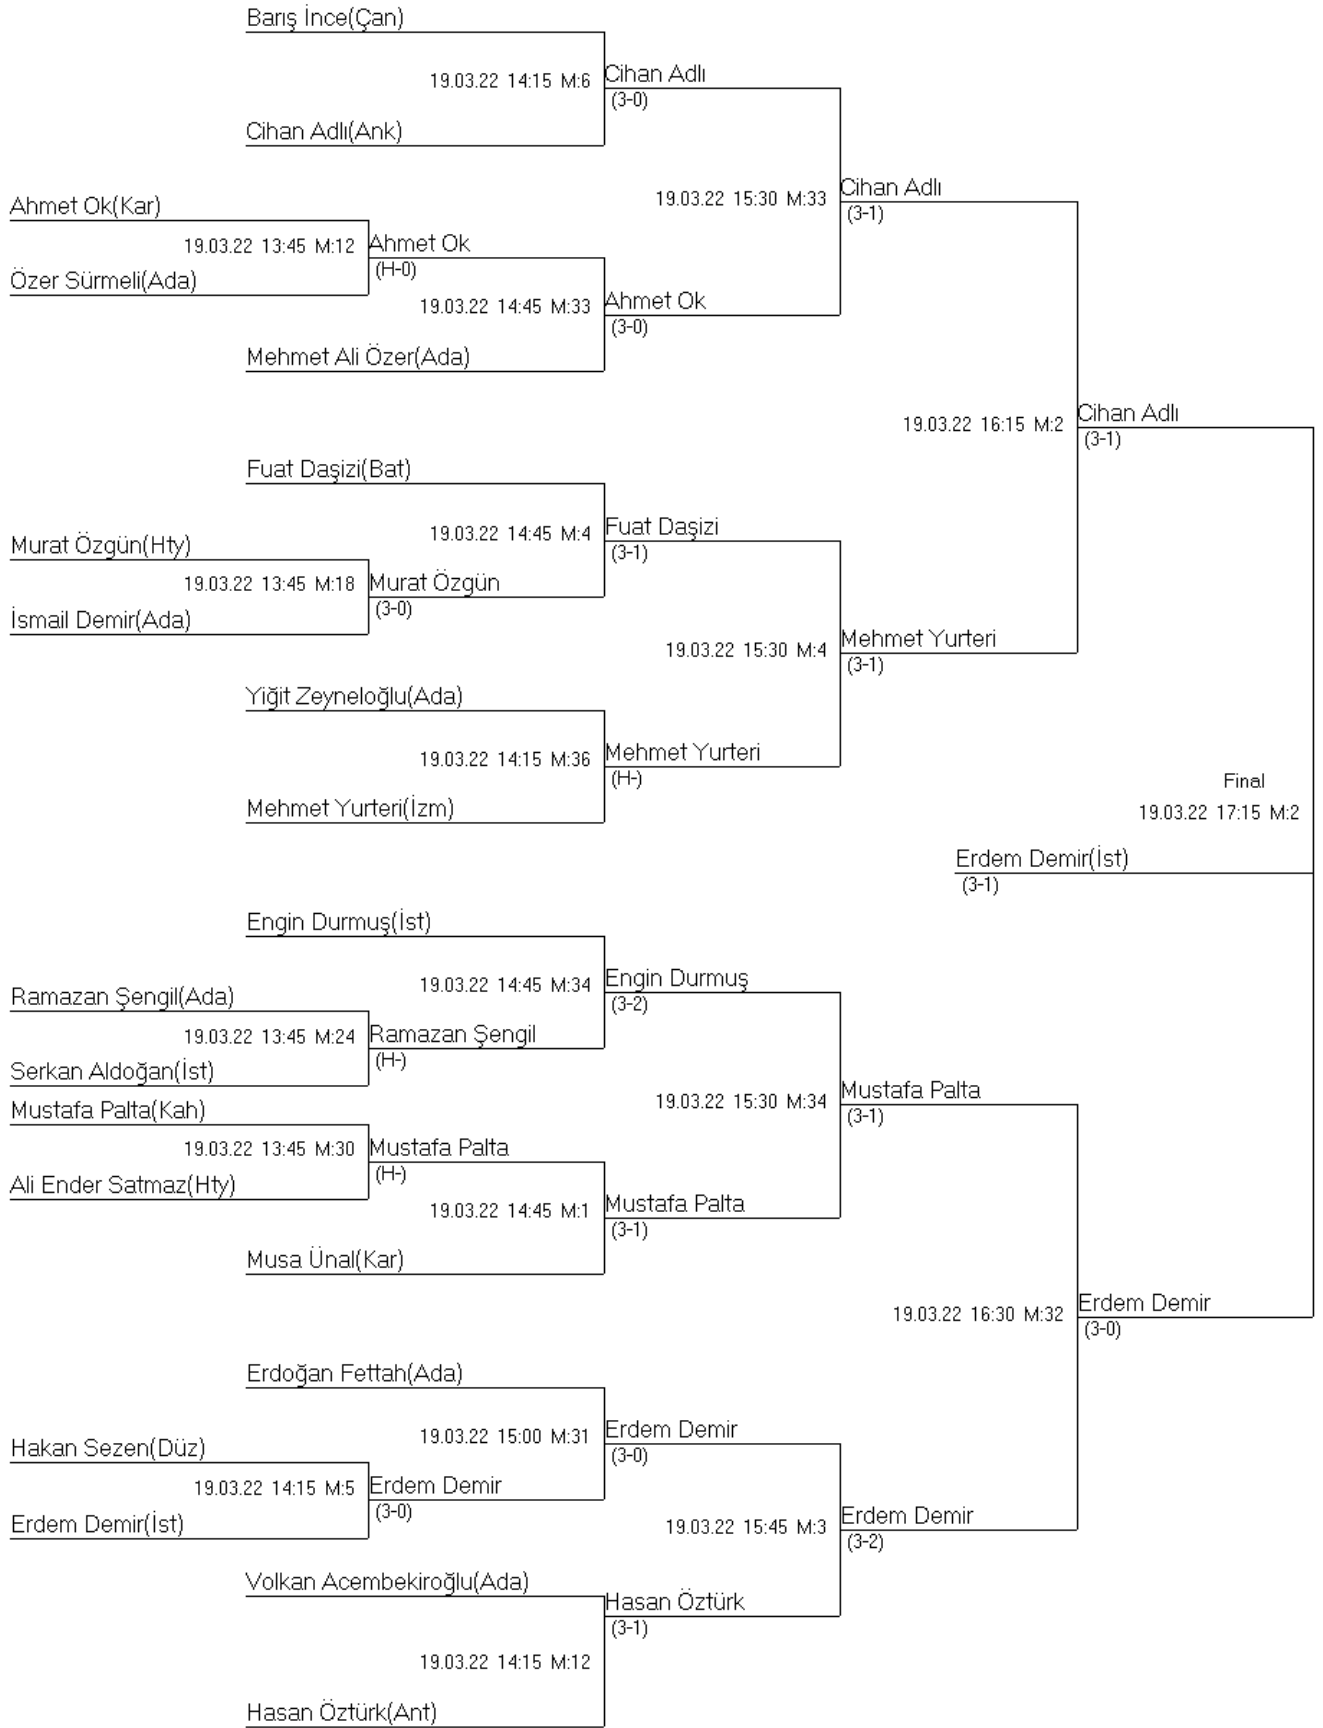 Barış İnce(Çan)
19.03.22 14:15 M:6
Cihan Adlı
(3-0)
Cihan Adlı(Ank)
19.03.22 15:30 M:33
Cihan Adlı
(3-1)
Ahmet Ok(Kar)
19.03.22 13:45 M:12
Ahmet Ok
(H-0)
Özer Sürmeli(Ada)
19.03.22 14:45 M:33
Ahmet Ok
(3-0)
Mehmet Ali Özer(Ada)
19.03.22 16:15 M:2
Cihan Adlı
(3-1)
Fuat Daşizi(Bat)
19.03.22 14:45 M:4
Fuat Daşizi
(3-1)
Murat Özgün(Hty)
19.03.22 13:45 M:18
Murat Özgün
(3-0)
İsmail Demir(Ada)
19.03.22 15:30 M:4
Mehmet Yurteri
(3-1)
Yiğit Zeyneloğlu(Ada)
19.03.22 14:15 M:36
Mehmet Yurteri
(H-)
Mehmet Yurteri(İzm)
Final
19.03.22 17:15 M:2
Erdem Demir(İst)
(3-1)
Engin Durmuş(İst)
19.03.22 14:45 M:34
Engin Durmuş
(3-2)
Ramazan Şengil(Ada)
19.03.22 13:45 M:24
Ramazan Şengil
(H-)
Serkan Aldoğan(İst)
19.03.22 15:30 M:34
Mustafa Palta
(3-1)
Mustafa Palta(Kah)
19.03.22 13:45 M:30
Mustafa Palta
(H-)
Ali Ender Satmaz(Hty)
19.03.22 14:45 M:1
Mustafa Palta
(3-1)
Musa Ünal(Kar)
19.03.22 16:30 M:32
Erdem Demir
(3-0)
Erdoğan Fettah(Ada)
19.03.22 15:00 M:31
Erdem Demir
(3-0)
Hakan Sezen(Düz)
19.03.22 14:15 M:5
Erdem Demir
(3-0)
Erdem Demir(İst)
19.03.22 15:45 M:3
Erdem Demir
(3-2)
Volkan Acembekiroğlu(Ada)
Hasan Öztürk
(3-1)
19.03.22 14:15 M:12
Hasan Öztürk(Ant)